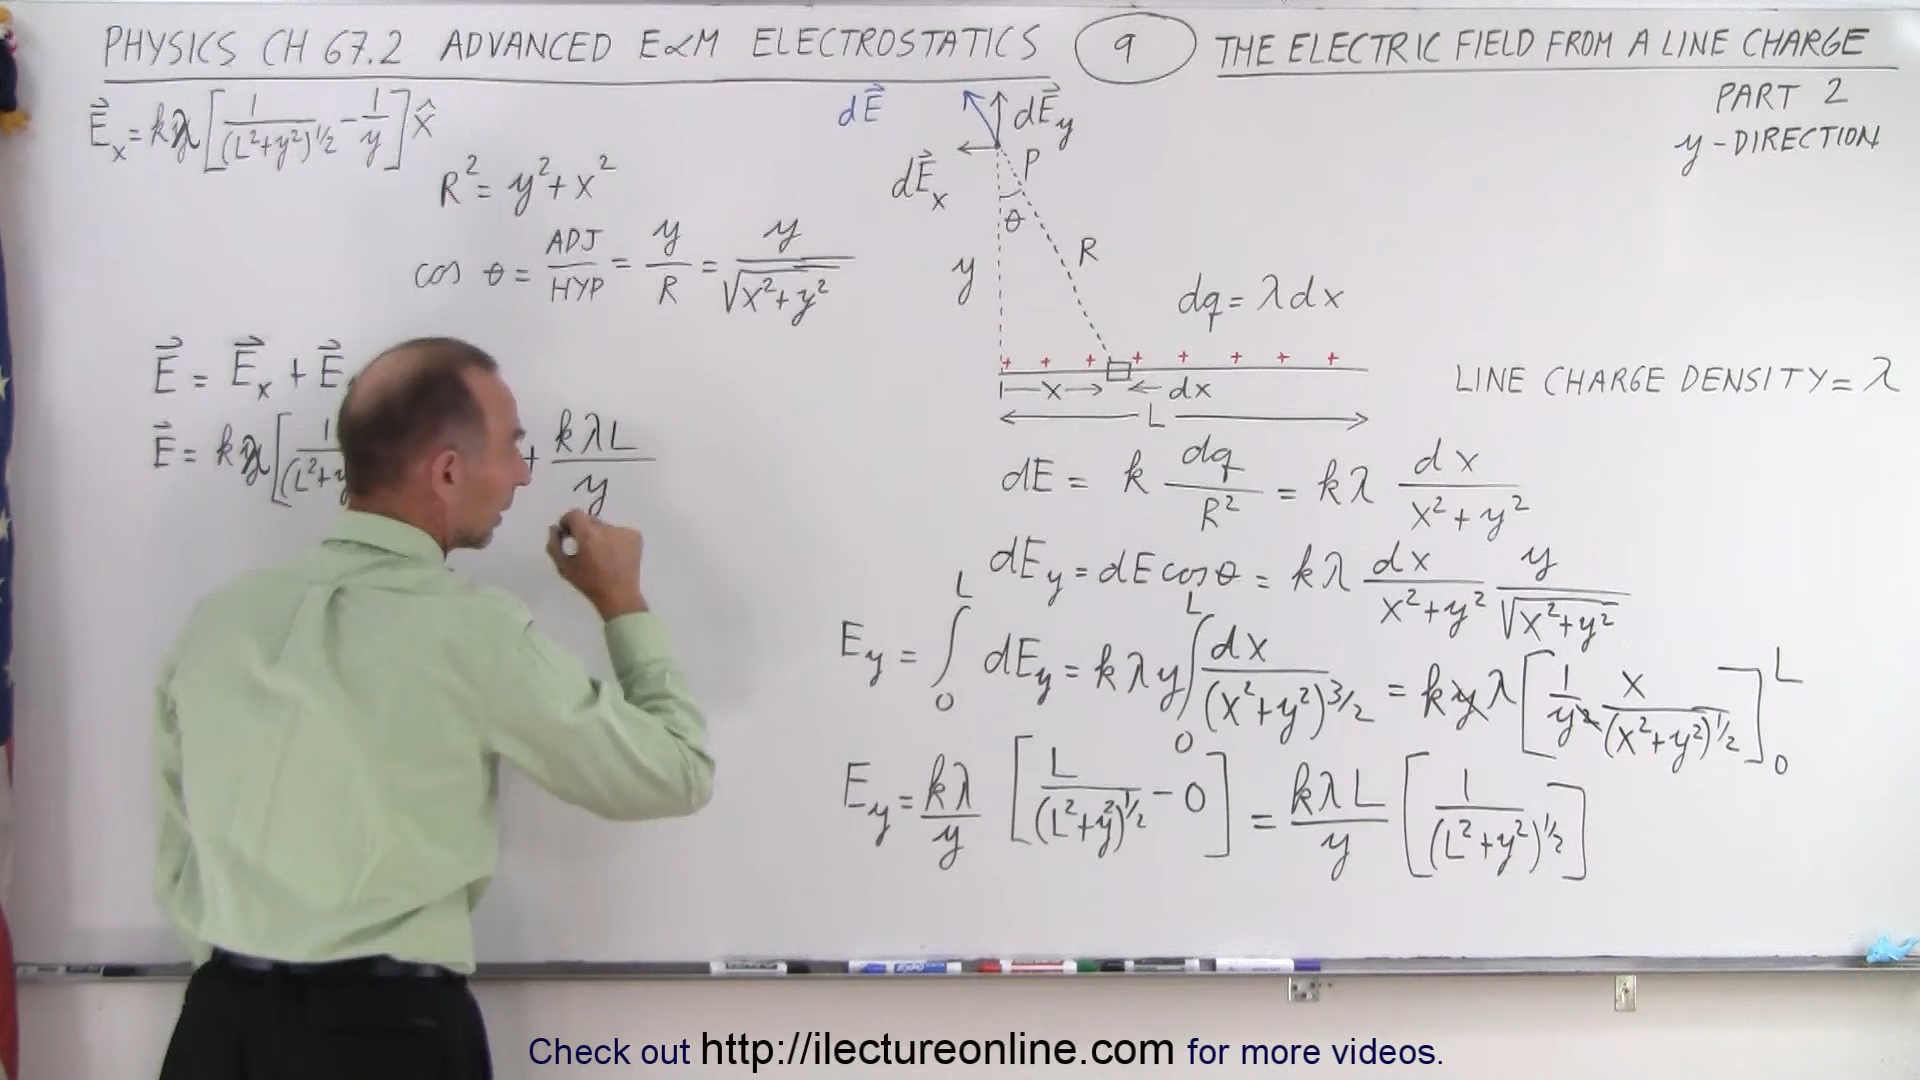 PHYSICS CH 67.2 ADVANCED E&M ELECTROSTATICS 9 THE ELECTRIC FIELD FROM A LINE CHARGE
PART 2
y-DIRECTION
E⃗x = kλ[1/(L²+y²)^½ − 1/y] x̂
R² = y² + x²
cos θ = ADJ/HYP = y/R = y/√(x²+y²)
E⃗ = E⃗x + E⃗
E⃗ = kλ[1/(L²+y + kλL/y
dE⃗
dE⃗y
dE⃗x
P
θ
R
y
dq = λdx
+ + + + + + + +
x dx
L
LINE CHARGE DENSITY = λ
dE = k dq/R² = kλ dx/(x²+y²)
dEy = dE cos θ = kλ dx/(x²+y²) y/√(x²+y²)
Ey = ∫₀ᴸ dEy = kλy ∫₀ᴸ dx/(x²+y²)^3/2 = kyλ [1/y² x/(x²+y²)^½]₀ᴸ
Ey = kλ/y [L/(L²+y²)^½ − 0] = kλL/y [1/(L²+y²)^½]
Check out http://ilectureonline.com for more videos.